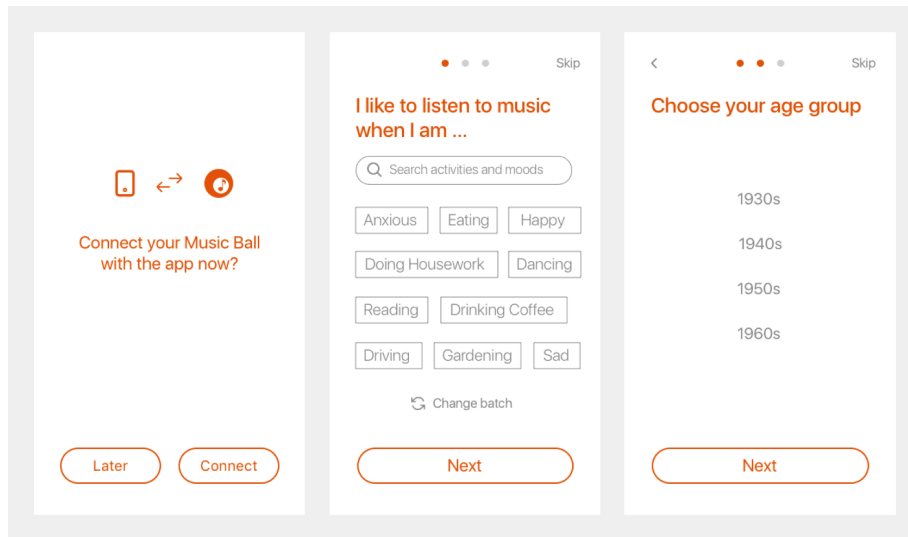 Connect your Music Ball
with the app now?
Later
Connect
Skip
I like to listen to music
when I am ...
Search activities and moods
Anxious
Eating
Happy
Doing Housework
Dancing
Reading
Drinking Coffee
Driving
Gardening
Sad
Change batch
Next
Skip
Choose your age group
1930s
1940s
1950s
1960s
Next